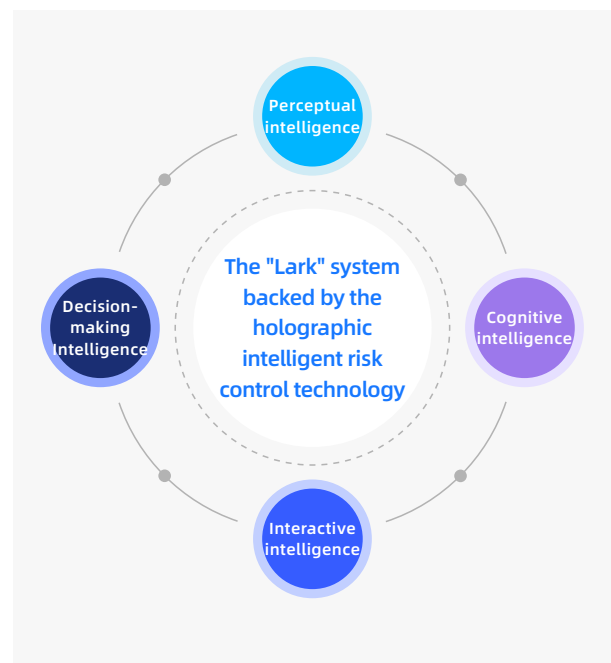 Perceptual
intelligence
The "Lark" system
backed by the
holographic
intelligent risk
control technology
Decision-
making
Intelligence
Cognitive
intelligence
Interactive
intelligence